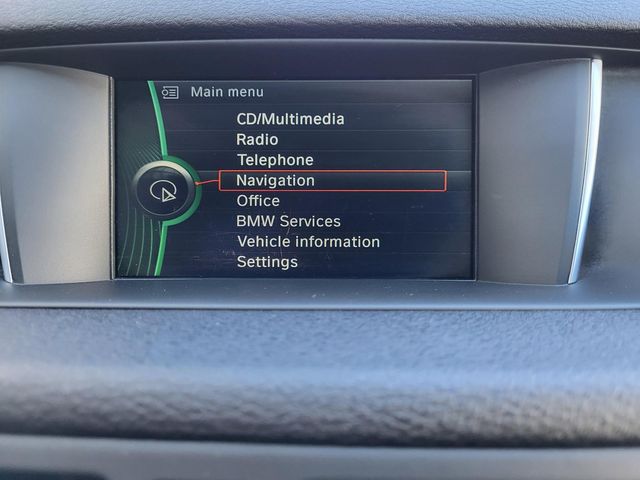 Main menu
CD/Multimedia
Radio
Telephone
Navigation
Office
BMW Services
Vehicle information
Settings